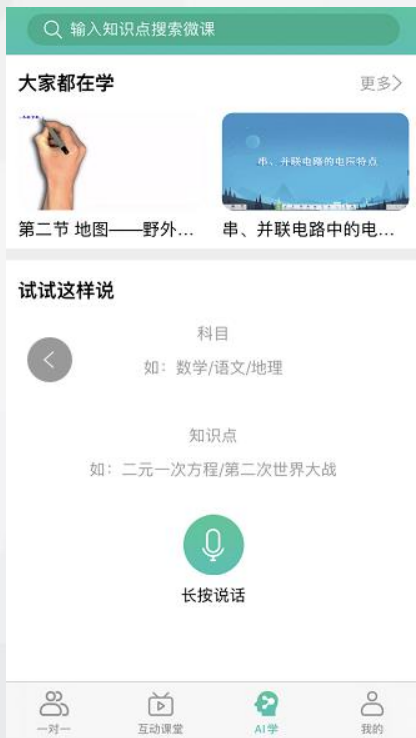 输入知识点搜索微课
大家都在学
更多>
串、并联电路的电压特点
第二节 地图——野外...
串、并联电路中的电...
试试这样说
科目
如：数学/语文/地理
知识点
如：二元一次方程/第二次世界大战
长按说话
一对一
互动课堂
AI学
我的